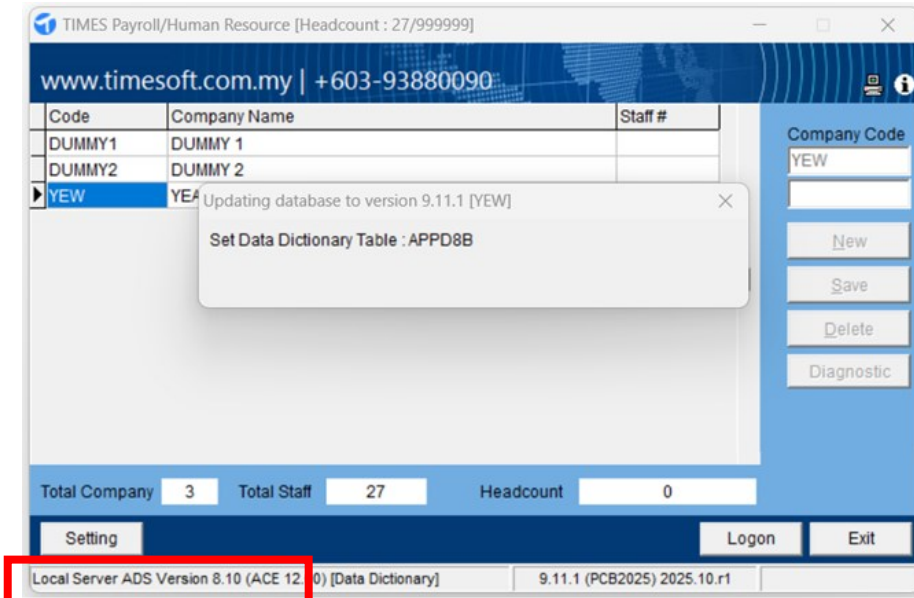 TIMES Payroll/Human Resource [Headcount : 27/999999]
www.timesoft.com.my | +603-93880090
Code Company Name Staff #
DUMMY1 DUMMY 1
DUMMY2 DUMMY 2
YEW
Updating database to version 9.11.1 [YEW]
Set Data Dictionary Table : APPD8B
Company Code
YEW
New
Save
Delete
Diagnostic
Total Company 3 Total Staff 27 Headcount 0
Setting Logon Exit
Local Server ADS Version 8.10 (ACE [Data Dictionary] 9.11.1 (PCB2025) 2025.10.r1